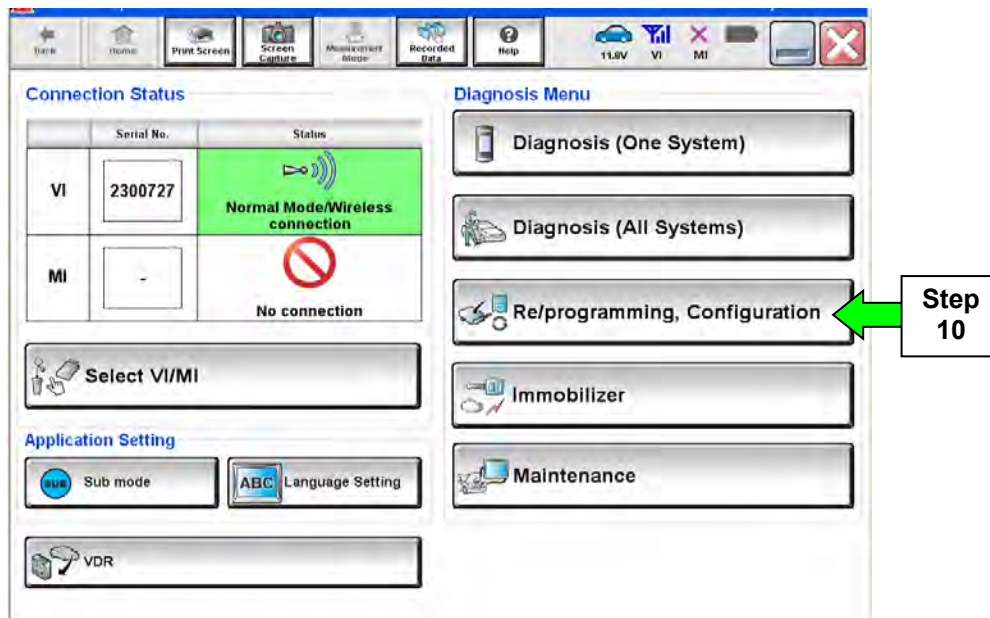 Back
Home
Print Screen
Screen
Capture
Measurement
Mode
Recorded
Data
Help
11.8V
VI
MI
Connection Status
Serial No.
Status
VI
2300727
Normal Mode/Wireless
connection
MI
-
No connection
Select VI/MI
Application Setting
SUB
Sub mode
ABC
Language Setting
VDR
Diagnosis Menu
Diagnosis (One System)
Diagnosis (All Systems)
Re/programming, Configuration
Immobilizer
Maintenance
Step
10